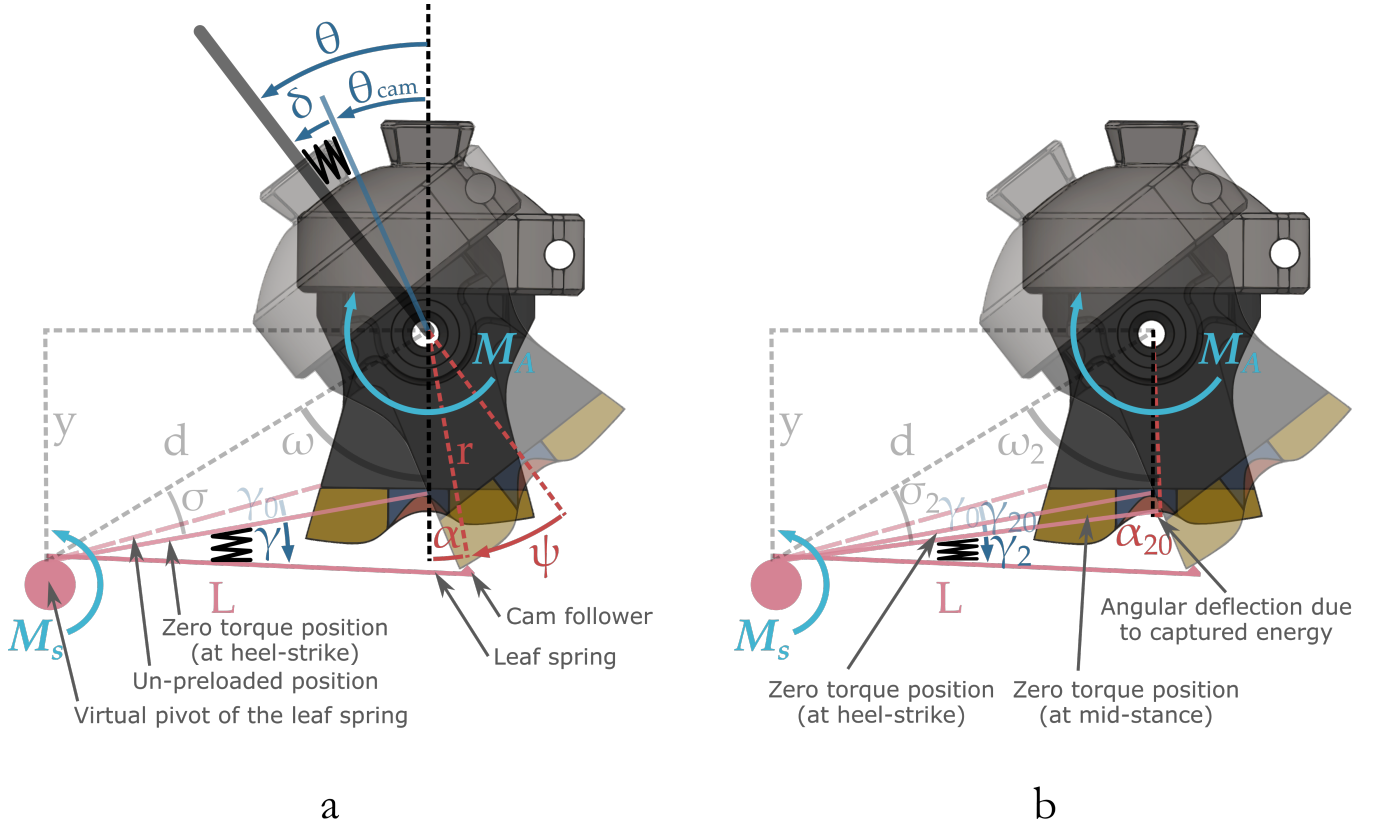 θ
θcam
δ
MA
y
d
ω
r
σ
γ0
γ
α
ψ
L
Ms
Cam follower
Zero torque position
(at heel-strike)
Leaf spring
Un-preloaded position
Virtual pivot of the leaf spring
a
MA
y
d
ω2
σ2
γ0
γ20
γ2
α20
L
Ms
Angular deflection due
to captured energy
Zero torque position
(at heel-strike)
Zero torque position
(at mid-stance)
b